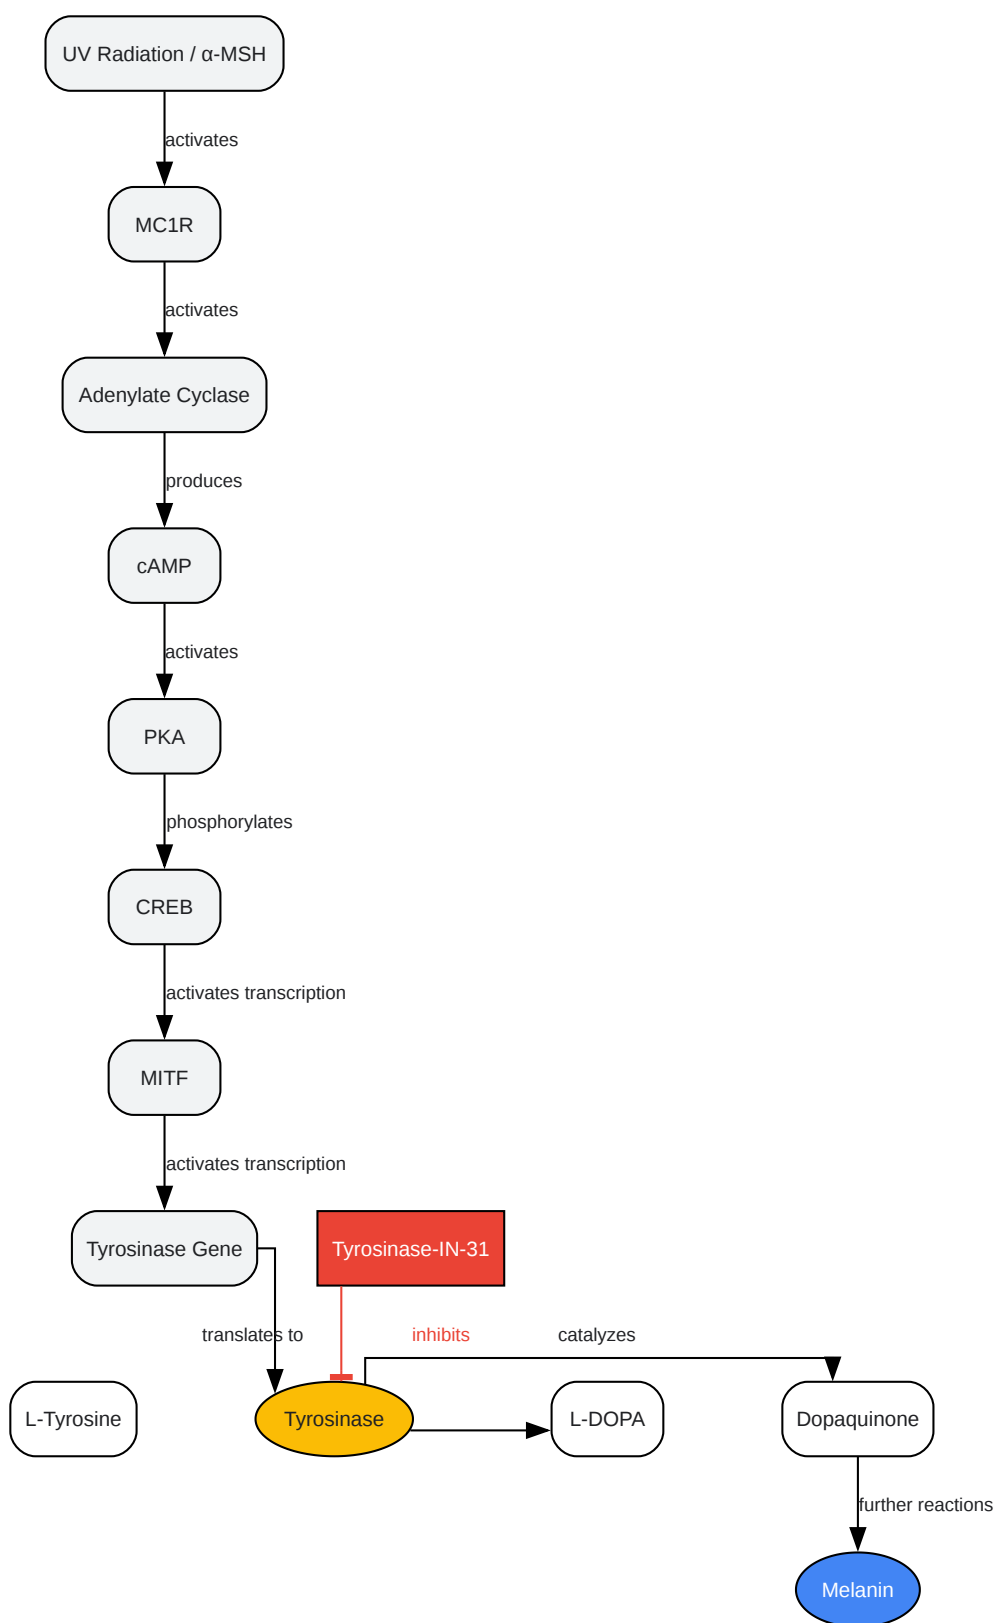 UV Radiation / α-MSH
activates
MC1R
activates
Adenylate Cyclase
produces
cAMP
activates
PKA
phosphorylates
CREB
activates transcription
MITF
activates transcription
Tyrosinase Gene
Tyrosinase-IN-31
translates to
inhibits
catalyzes
L-Tyrosine
Tyrosinase
L-DOPA
Dopaquinone
further reactions
Melanin